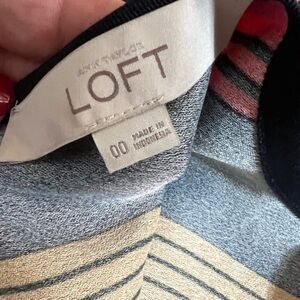 ANN TAYLOR
LOFT
00
MADE IN
INDONESIA